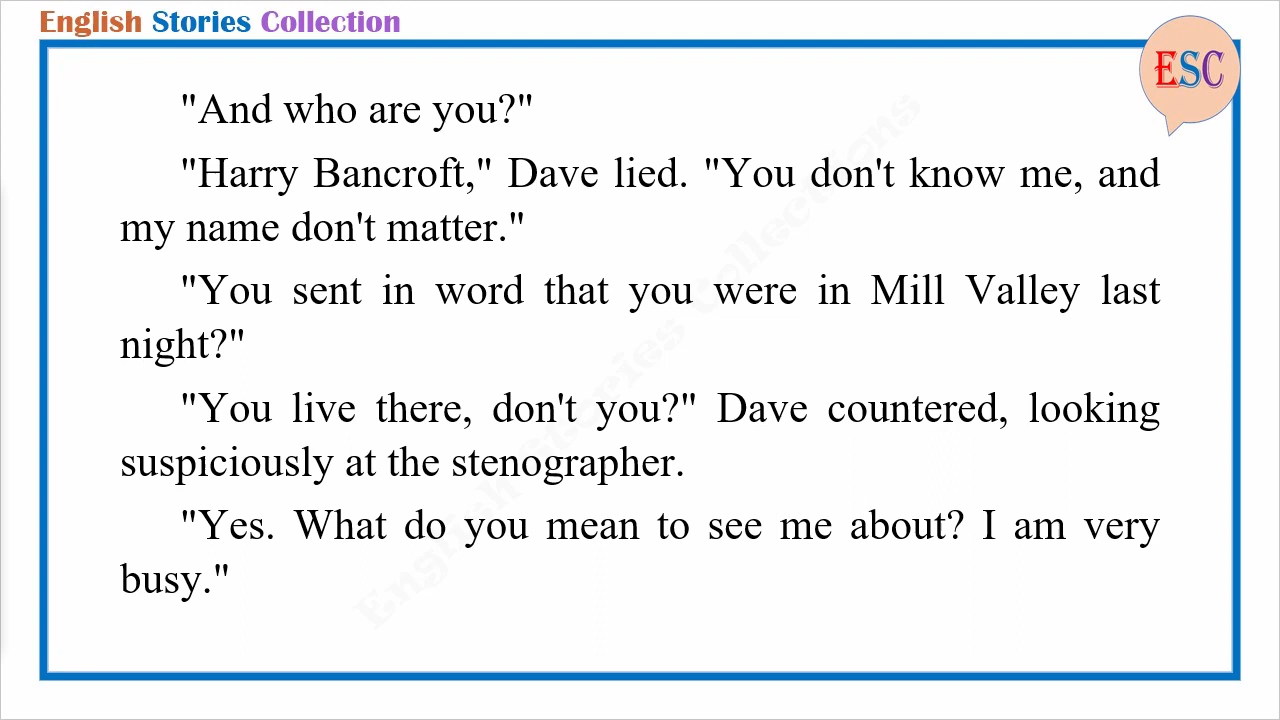 English Stories Collection
ESC
"And who are you?"
"Harry Bancroft," Dave lied. "You don't know me, and
my name don't matter."
"You sent in word that you were in Mill Valley last
night?"
"You live there, don't you?" Dave countered, looking
suspiciously at the stenographer.
"Yes. What do you mean to see me about? I am very
busy."
English Stories Collections